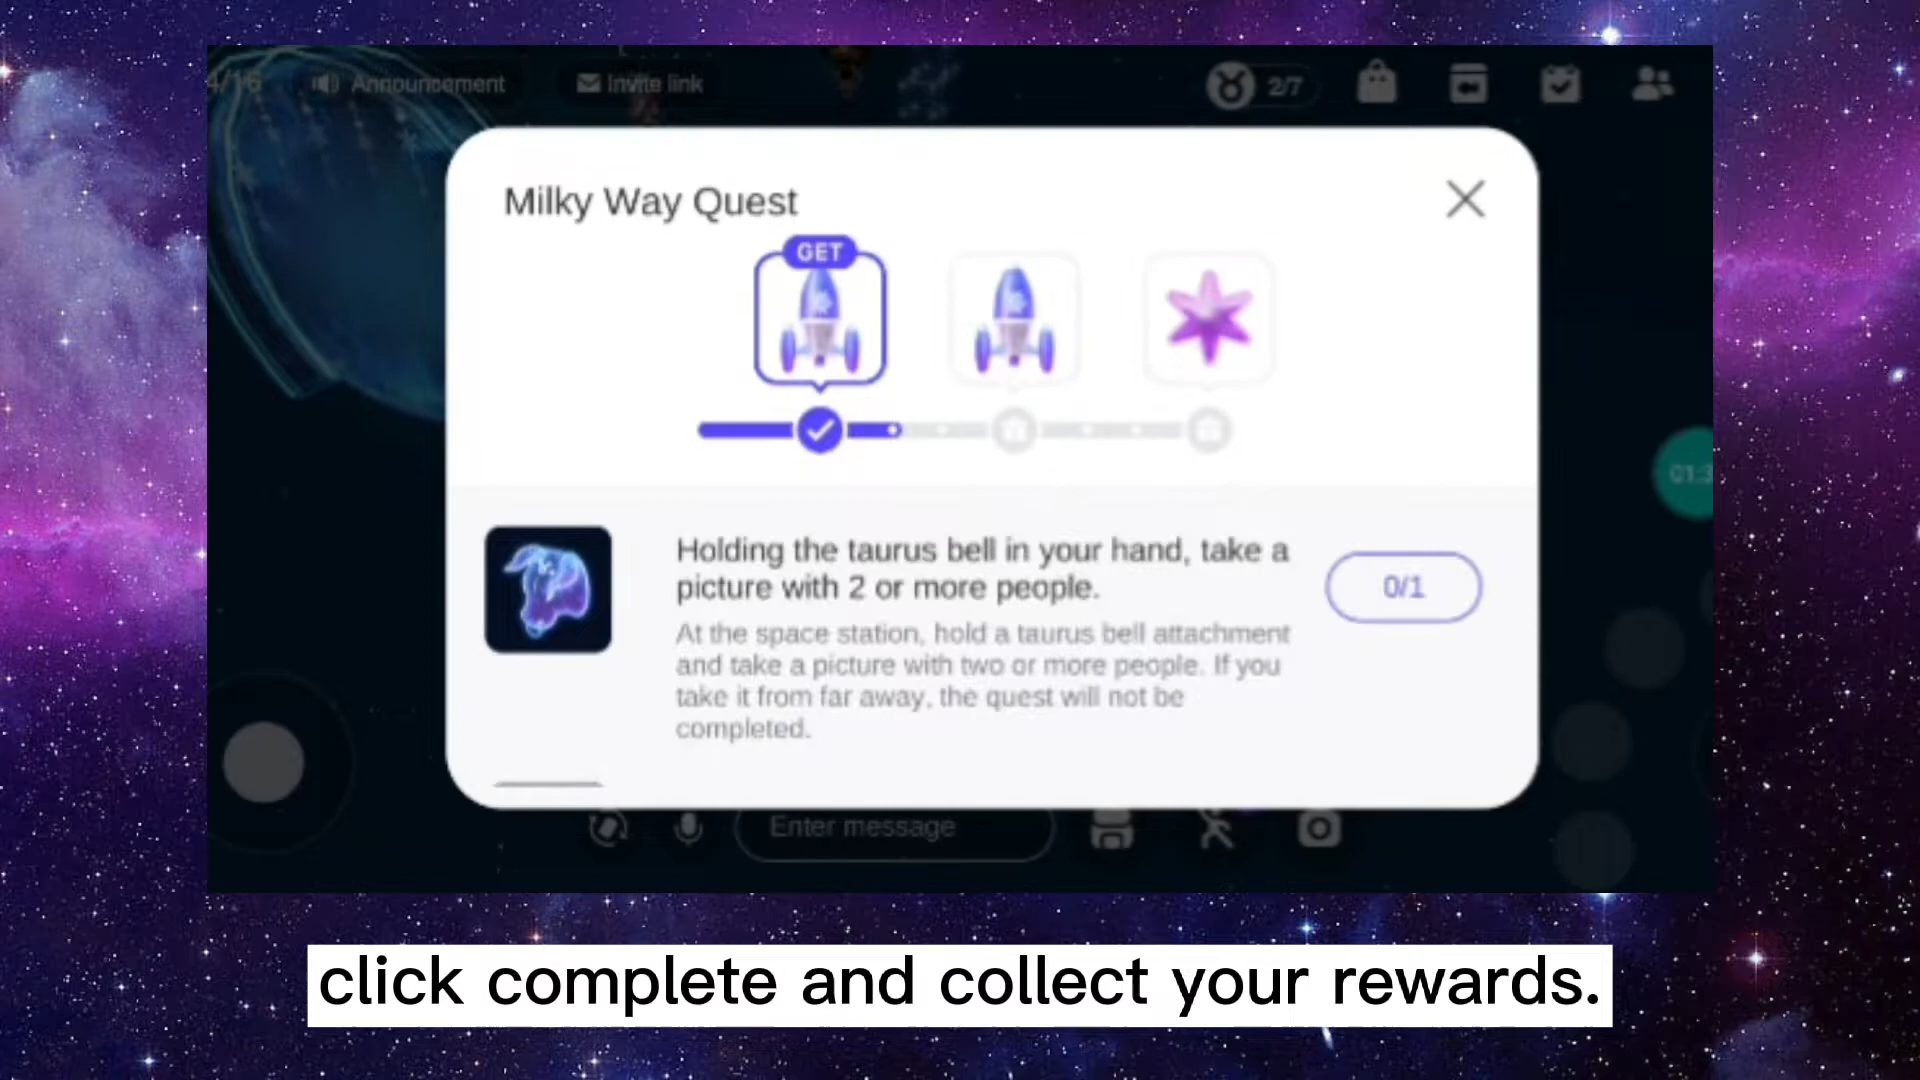 4/16 Announcement Invite link 2/7
Milky Way Quest
GET
Holding the taurus bell in your hand, take a
picture with 2 or more people.
0/1
At the space station, hold a taurus bell attachment
and take a picture with two or more people. If you
take it from far away, the quest will not be
completed.
Enter message
click complete and collect your rewards.